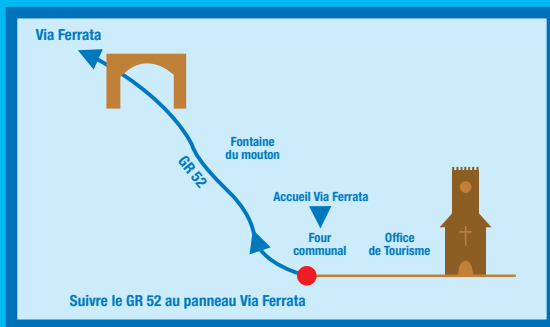 Via Ferrata
Fontaine
du mouton
GR 52
Accueil Via Ferrata
Four
communal
Office
de Tourisme
Suivre le GR 52 au panneau Via Ferrata